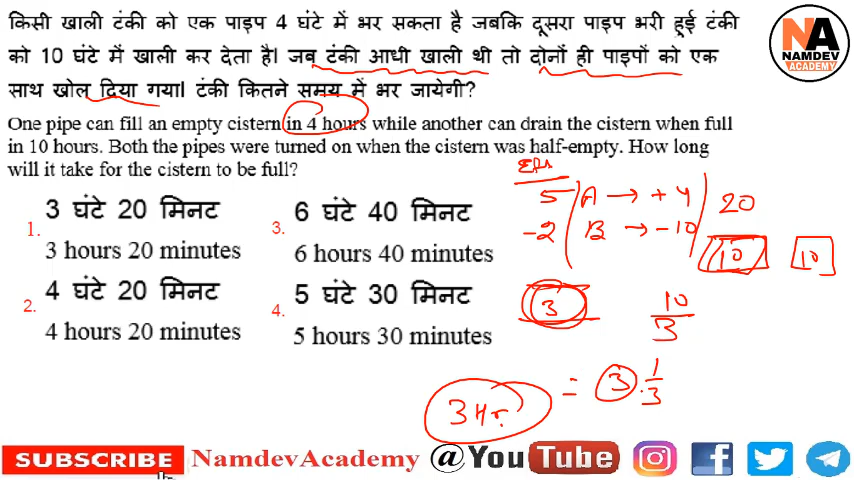 किसी खाली टंकी को एक पाइप 4 घंटे में भर सकता है जबकि दूसरा पाइप भरी हूई टंकी
को 10 घंटे में खाली कर देता है। जब टंकी आधी खाली थी तो दोनों ही पाइपों को एक
साथ खोल दिया गया। टंकी कितने समय में भर जायेगी?
One pipe can fill an empty cistern in 4 hours while another can drain the cistern when full
in 10 hours. Both the pipes were turned on when the cistern was half-empty. How long
will it take for the cistern to be full?
NA
NAMDEV
ACADEMY
1. 3 घंटे 20 मिनट
3 hours 20 minutes
2. 4 घंटे 20 मिनट
4 hours 20 minutes
3. 6 घंटे 40 मिनट
6 hours 40 minutes
4. 5 घंटे 30 मिनट
5 hours 30 minutes
5 A → + 4 20
-2 B → -10 10 10
3 10/3
= 3 1/3
3 Hr.
SUBSCRIBE NamdevAcademy @YouTube